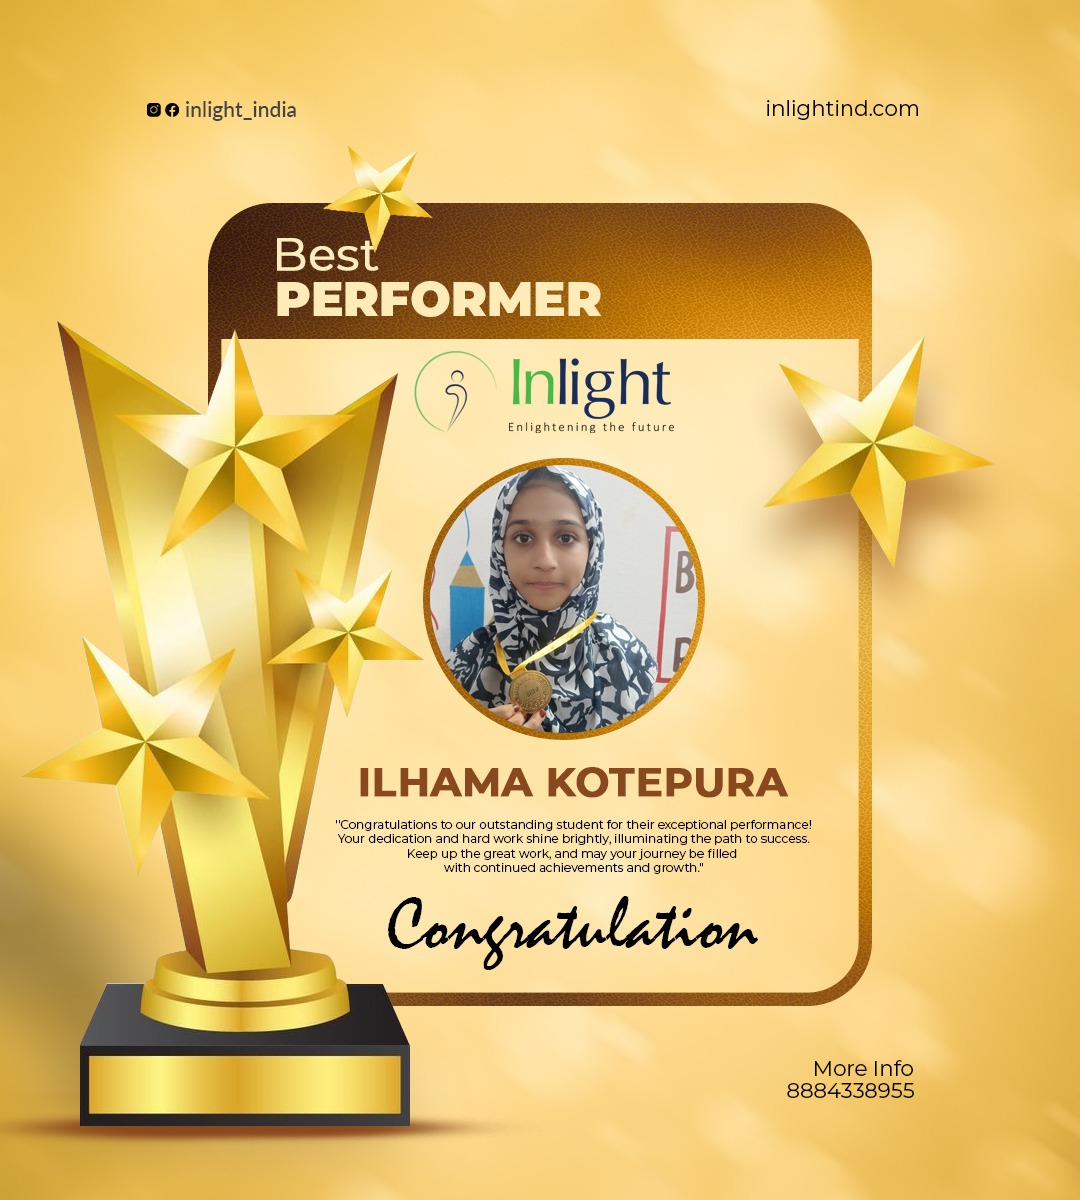 inlight_india
inlightind.com
Best
PERFORMER
Inlight
Enlightening the future
ILHAMA KOTEPURA
"Congratulations to our outstanding student for their exceptional performance!
Your dedication and hard work shine brightly, illuminating the path to success.
Keep up the great work, and may your journey be filled
with continued achievements and growth."
Congratulation
More Info
8884338955